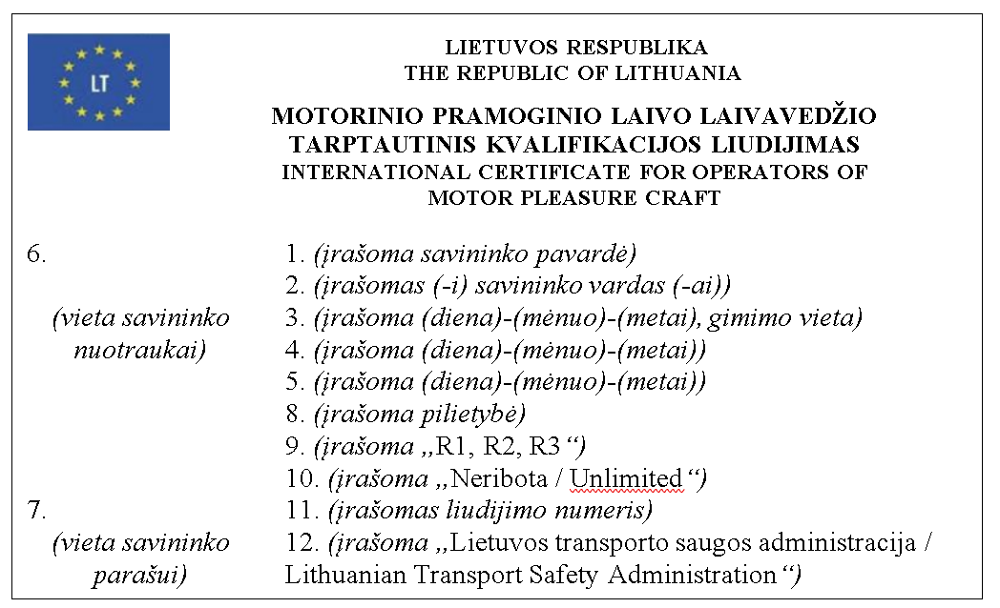 LT
LIETUVOS RESPUBLIKA
THE REPUBLIC OF LITHUANIA
MOTORINIO PRAMOGINIO LAIVO LAIVAVEDŽIO
TARPTAUTINIS KVALIFIKACIJOS LIUDIJIMAS
INTERNATIONAL CERTIFICATE FOR OPERATORS OF
MOTOR PLEASURE CRAFT
6.
(vieta savininko
nuotraukai)
7.
(vieta savininko
parašui)
1. (įrašoma savininko pavardė)
2. (įrašomas (-i) savininko vardas (-ai))
3. (įrašoma (diena)-(mėnuo)-(metai), gimimo vieta)
4. (įrašoma (diena)-(mėnuo)-(metai))
5. (įrašoma (diena)-(mėnuo)-(metai))
8. (įrašoma pilietybė)
9. (įrašoma „R1, R2, R3“)
10. (įrašoma „Neribota / Unlimited“)
11. (įrašomas liudijimo numeris)
12. (įrašoma „Lietuvos transporto saugos administracija /
Lithuanian Transport Safety Administration“)